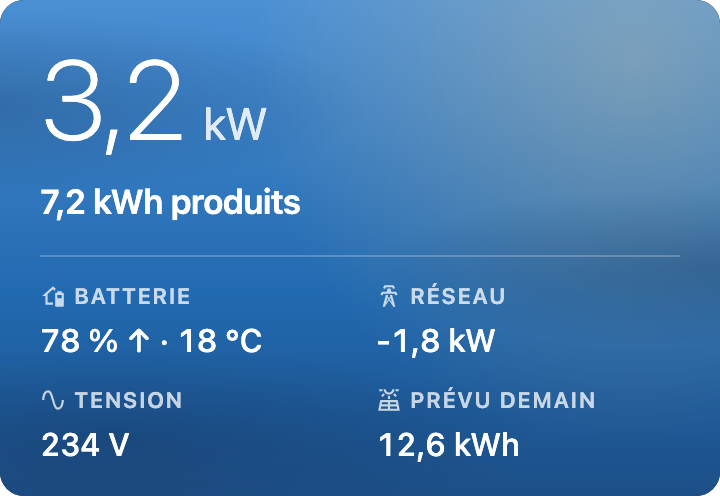 3,2 kW
7,2 kWh produits
BATTERIE
78 % ↑ · 18 °C
RÉSEAU
-1,8 kW
TENSION
234 V
PRÉVU DEMAIN
12,6 kWh